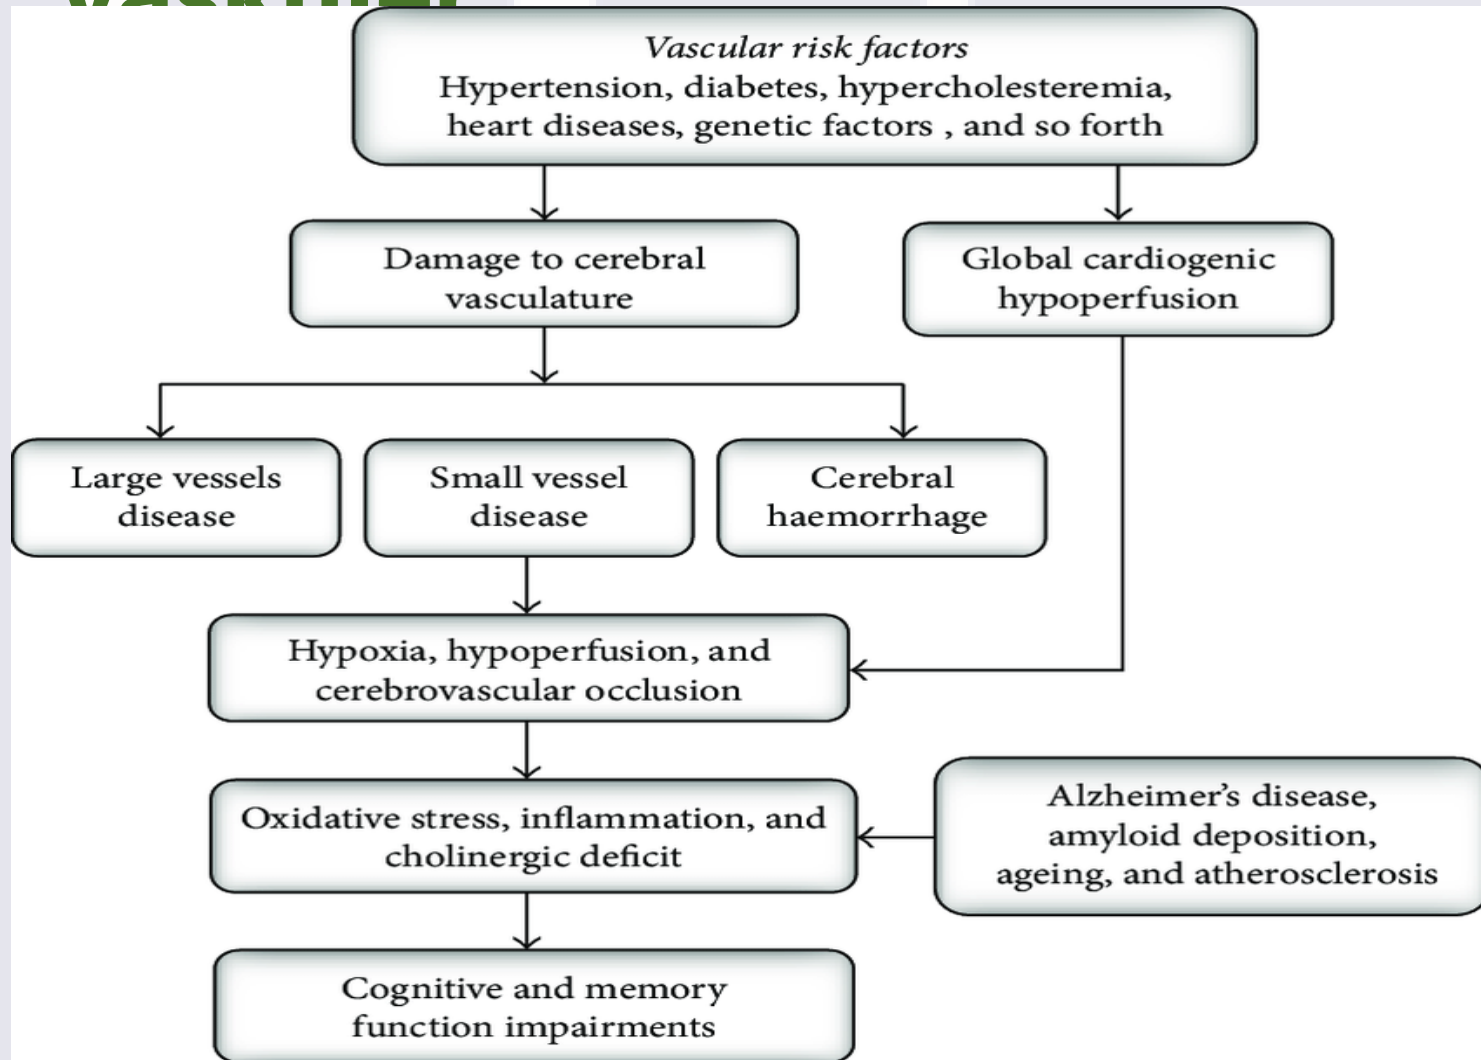 Vascular risk factors
Hypertension, diabetes, hypercholesteremia,
heart diseases, genetic factors , and so forth
Damage to cerebral
vasculature
Global cardiogenic
hypoperfusion
Large vessels
disease
Small vessel
disease
Cerebral
haemorrhage
Hypoxia, hypoperfusion, and
cerebrovascular occlusion
Oxidative stress, inflammation, and
cholinergic deficit
Alzheimer’s disease,
amyloid deposition,
ageing, and atherosclerosis
Cognitive and memory
function impairments